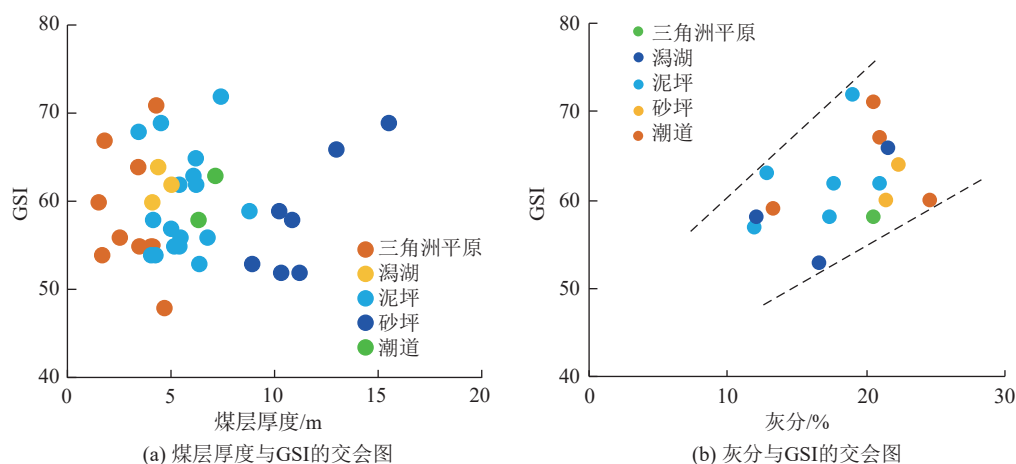 80
70
60
50
40
GSI
0
5
10
15
20
煤层厚度/m
三角洲平原
潟湖
泥坪
砂坪
潮道
(a) 煤层厚度与GSI的交会图
80
70
60
50
40
GSI
0
10
20
30
灰分/%
三角洲平原
潟湖
泥坪
砂坪
潮道
(b) 灰分与GSI的交会图